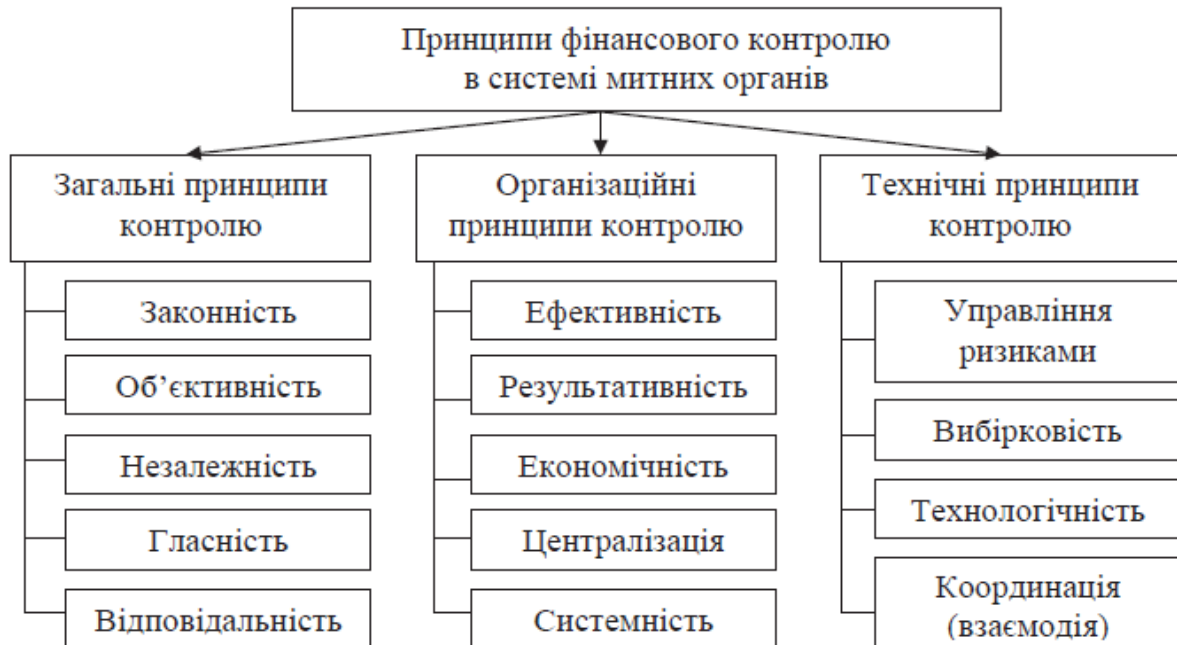 Принципи фінансового контролю
в системі митних органів
Загальні принципи
контролю
Законність
Об’єктивність
Незалежність
Гласність
Відповідальність
Організаційні
принципи контролю
Ефективність
Результативність
Економічність
Централізація
Системність
Технічні принципи
контролю
Управління
ризиками
Вибірковість
Технологічність
Координація
(взаємодія)